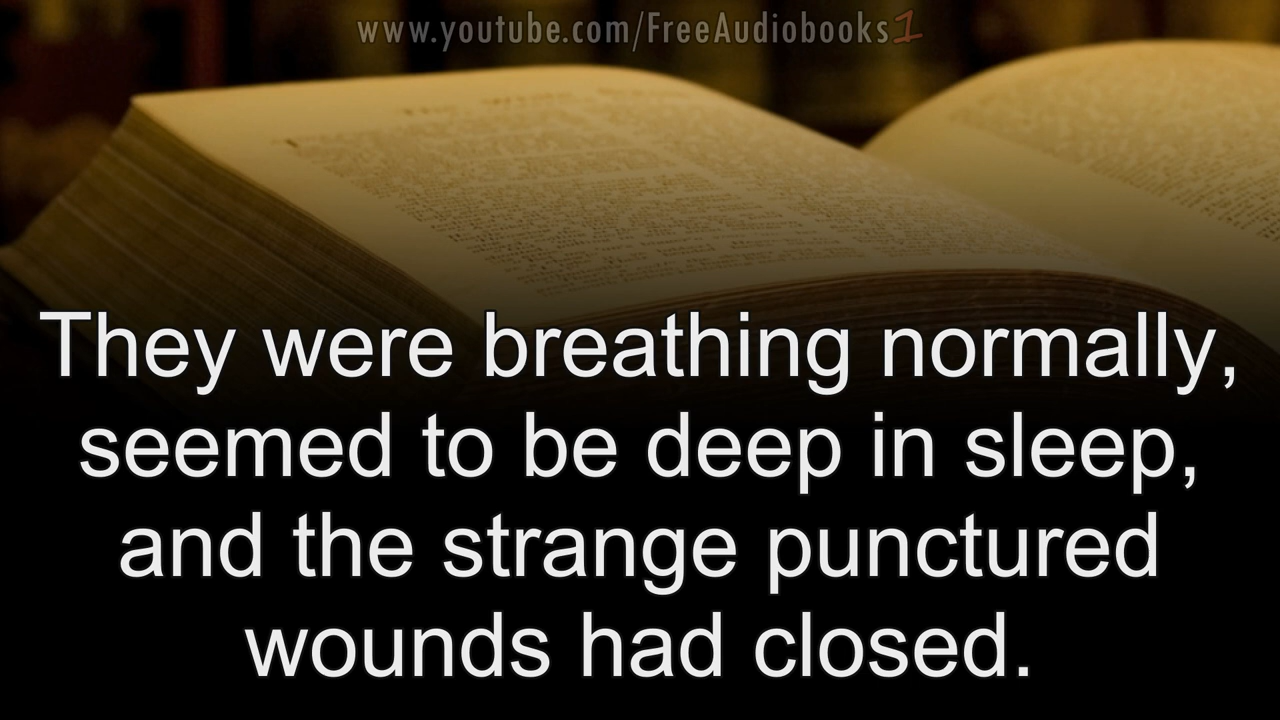 www.youtube.com/FreeAudiobooks1
They were breathing normally,
seemed to be deep in sleep,
and the strange punctured
wounds had closed.